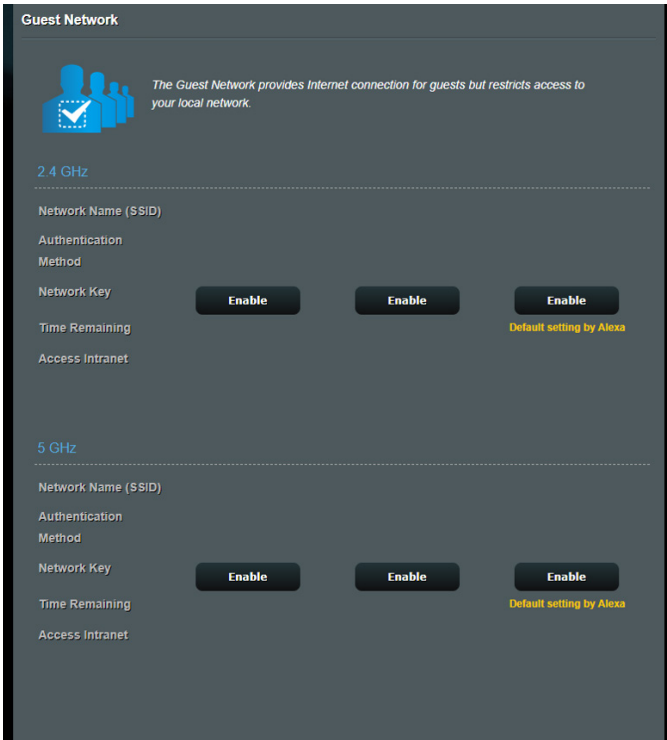 Guest Network
The Guest Network provides Internet connection for guests but restricts access to
your local network.
2.4 GHz
Network Name (SSID)
Authentication
Method
Network Key
Enable Enable Enable
Time Remaining
Default setting by Alexa
Access Intranet
5 GHz
Network Name (SSID)
Authentication
Method
Network Key
Enable Enable Enable
Time Remaining
Default setting by Alexa
Access Intranet